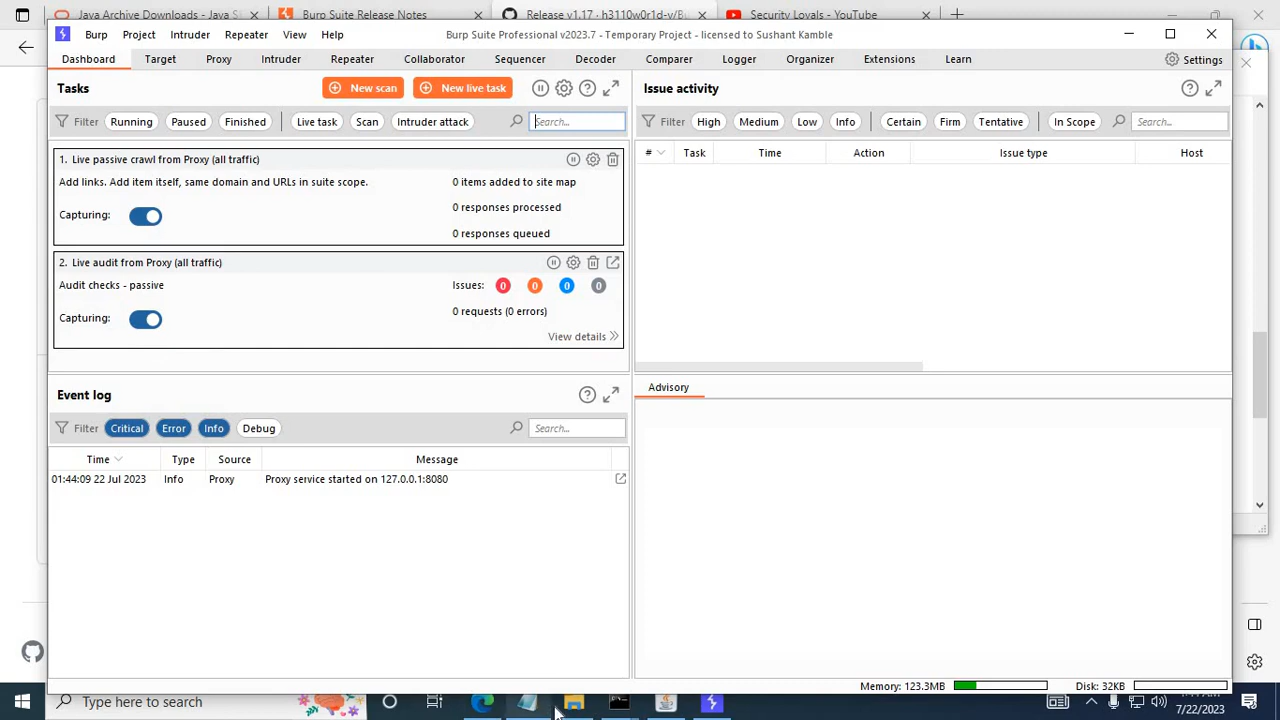 Java Archive Downloads - Java S
Burp Suite Release Notes
Release v1.17 · h3110w0r1d-y/Bu
Security Loyals - YouTube
Burp Project Intruder Repeater View Help
Burp Suite Professional v2023.7 - Temporary Project - licensed to Sushant Kamble
Dashboard Target Proxy Intruder Repeater Collaborator Sequencer Decoder Comparer Logger Organizer Extensions Learn Settings
Tasks
New scan
New live task
Filter Running Paused Finished Live task Scan Intruder attack Search...
1. Live passive crawl from Proxy (all traffic)
Add links. Add item itself, same domain and URLs in suite scope.
0 items added to site map
Capturing:
0 responses processed
0 responses queued
2. Live audit from Proxy (all traffic)
Audit checks - passive
Issues: 0 0 0 0
Capturing:
0 requests (0 errors)
View details
Issue activity
Filter High Medium Low Info Certain Firm Tentative In Scope Search...
# Task Time Action Issue type Host
Event log
Filter Critical Error Info Debug Search...
Time Type Source Message
01:44:09 22 Jul 2023 Info Proxy Proxy service started on 127.0.0.1:8080
Advisory
Memory: 123.3MB Disk: 32KB
Type here to search
7/22/2023